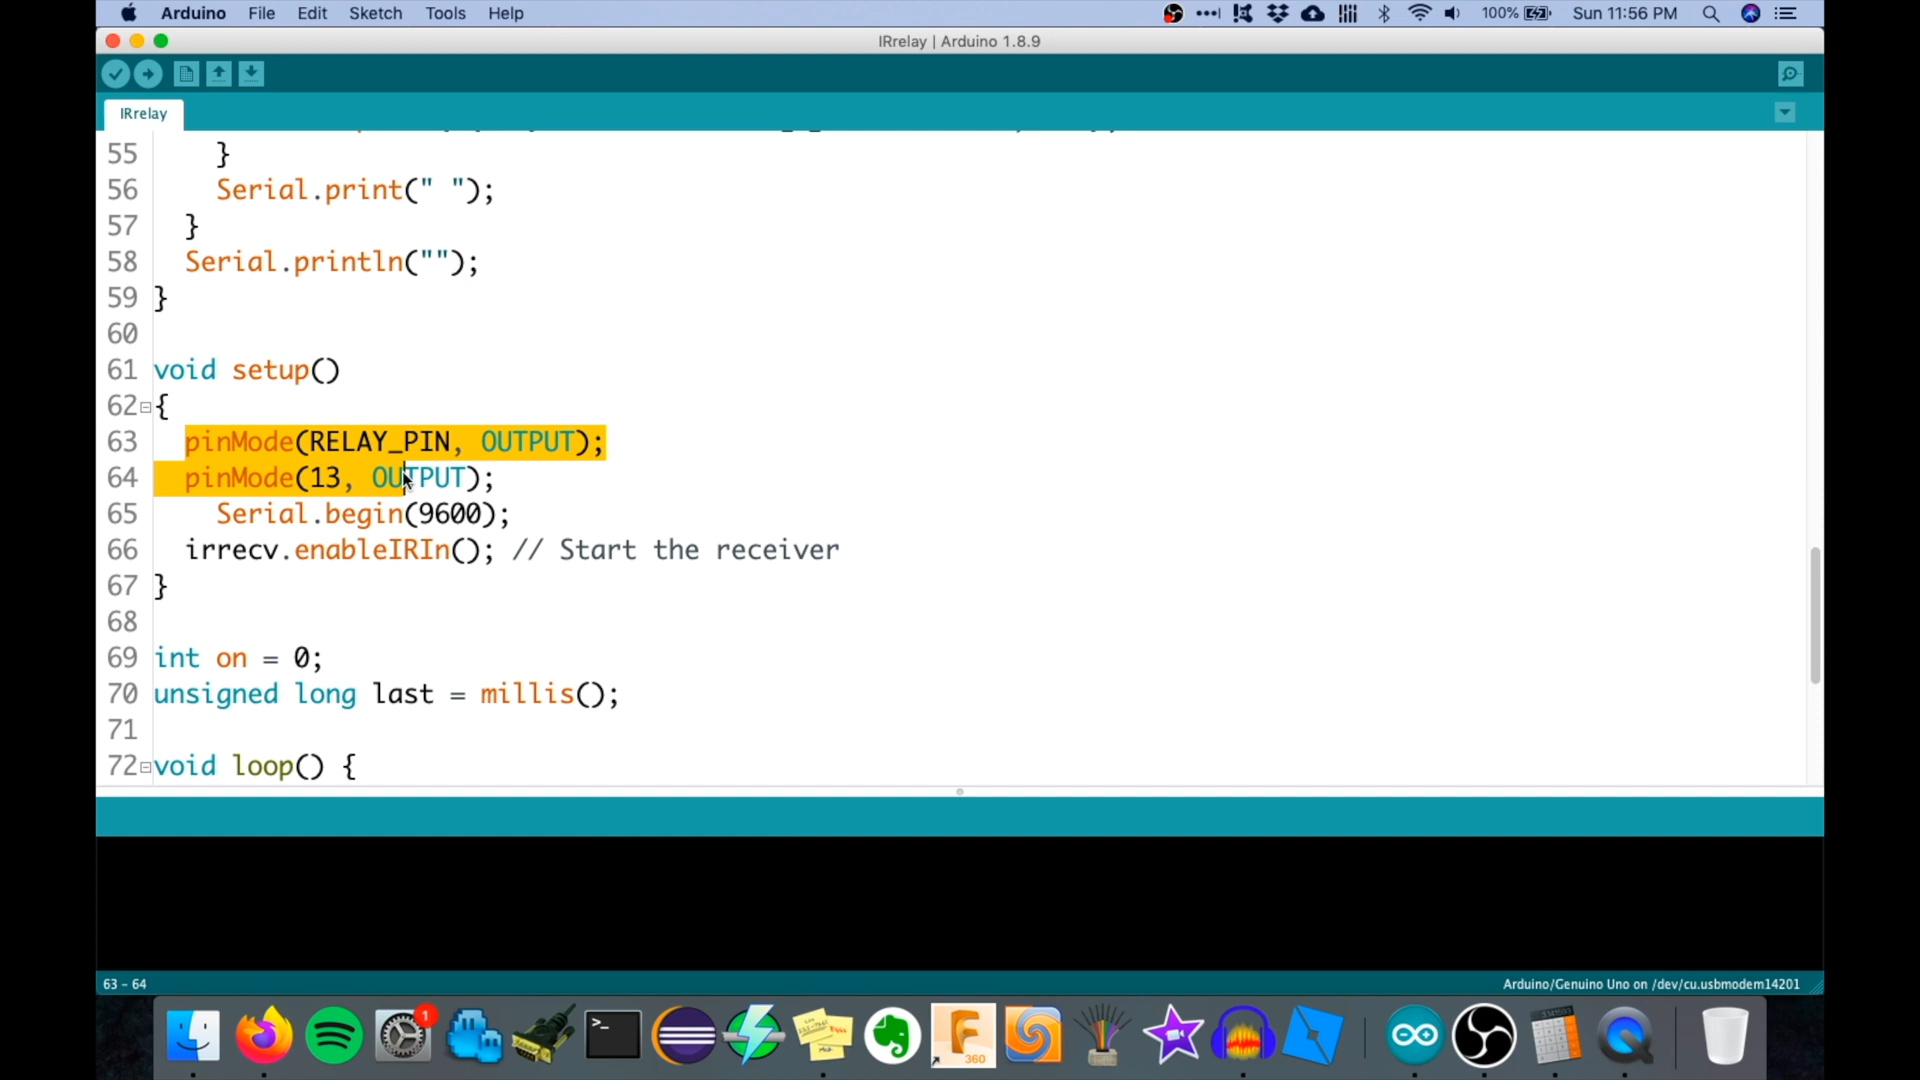 Arduino File Edit Sketch Tools Help 100% Sun 11:56 PM
IRrelay | Arduino 1.8.9
IRrelay
55 }
56 Serial.print(" ");
57 }
58 Serial.println("");
59 }
60
61 void setup()
62 {
63 pinMode(RELAY_PIN, OUTPUT);
64 pinMode(13, OUTPUT);
65 Serial.begin(9600);
66 irrecv.enableIRIn(); // Start the receiver
67 }
68
69 int on = 0;
70 unsigned long last = millis();
71
72 void loop() {
63 - 64 Arduino/Genuino Uno on /dev/cu.usbmodem14201
1
>_
F
360